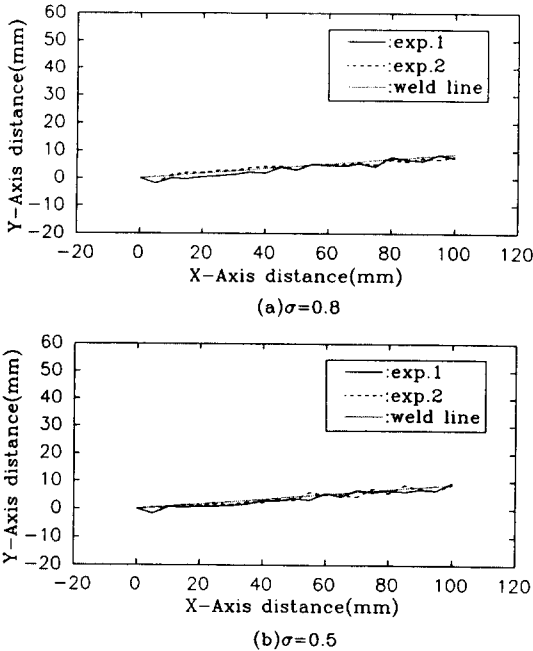 60
50
40
30
20
10
0
−10
−20
Y−Axis distance(mm)
:exp.1
:exp.2
:weld line
−20 0 20 40 60 80 100 120
X−Axis distance(mm)
(a)σ=0.8
60
50
40
30
20
10
0
−10
−20
Y−Axis distance(mm)
:exp.1
:exp.2
:weld line
−20 0 20 40 60 80 100 120
X−Axis distance(mm)
(b)σ=0.5